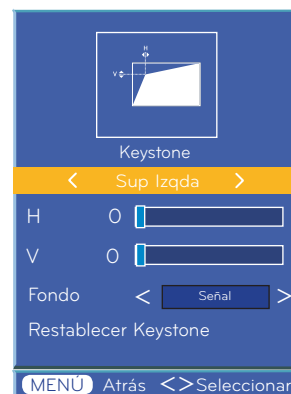 H
V
Keystone
< Sup Izqda >
H 0
V 0
Fondo < Señal >
Restablecer Keystone
MENÚ Atrás <>Seleccionar